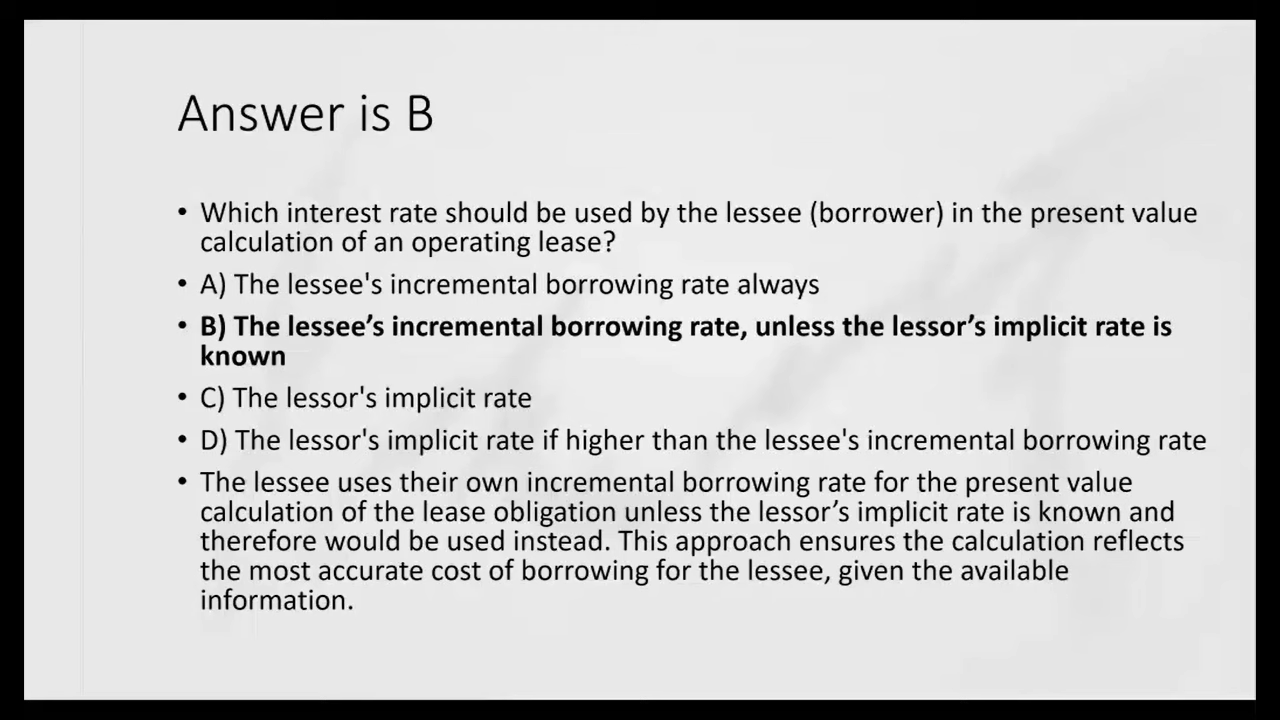 Answer is B
• Which interest rate should be used by the lessee (borrower) in the present value
calculation of an operating lease?
• A) The lessee's incremental borrowing rate always
• B) The lessee’s incremental borrowing rate, unless the lessor’s implicit rate is
known
• C) The lessor's implicit rate
• D) The lessor's implicit rate if higher than the lessee's incremental borrowing rate
• The lessee uses their own incremental borrowing rate for the present value
calculation of the lease obligation unless the lessor’s implicit rate is known and
therefore would be used instead. This approach ensures the calculation reflects
the most accurate cost of borrowing for the lessee, given the available
information.